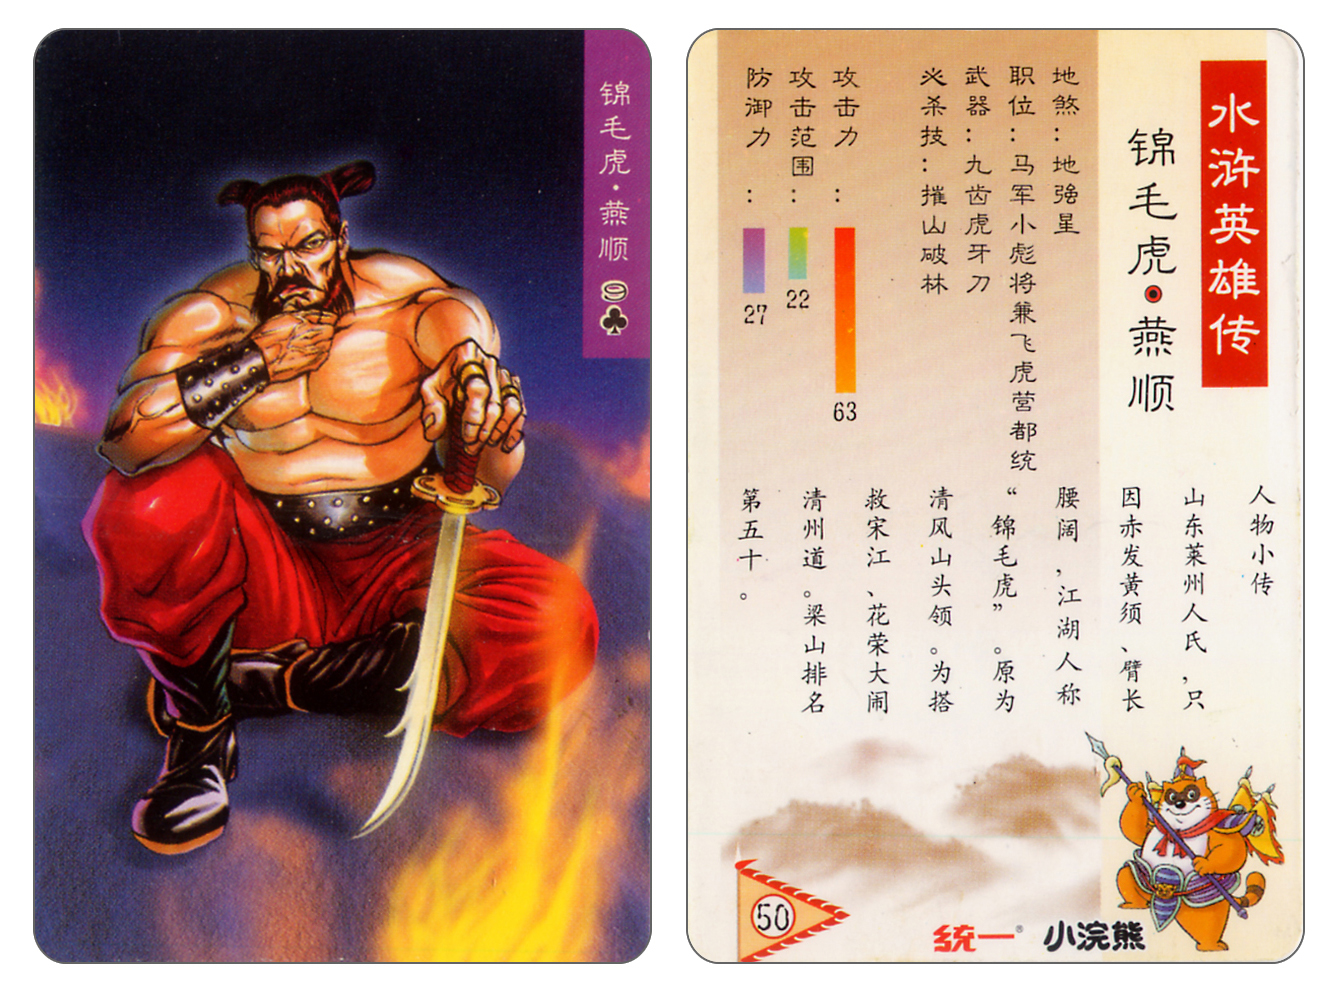 锦毛虎·燕顺
水浒英雄传
锦毛虎·燕顺
地煞：地强星
职位：马军小彪将兼飞虎营都统
武器：九齿虎牙刀
必杀技：摧山破林
攻击力：
63
攻击范围：
22
防御力：
27
人物小传
山东莱州人氏，只
因赤发黄须、臂长
腰阔，江湖人称
“锦毛虎”。原为
清风山头领。为搭
救宋江、花荣大闹
清州道。梁山排名
第五十。
50
统一®
小浣熊